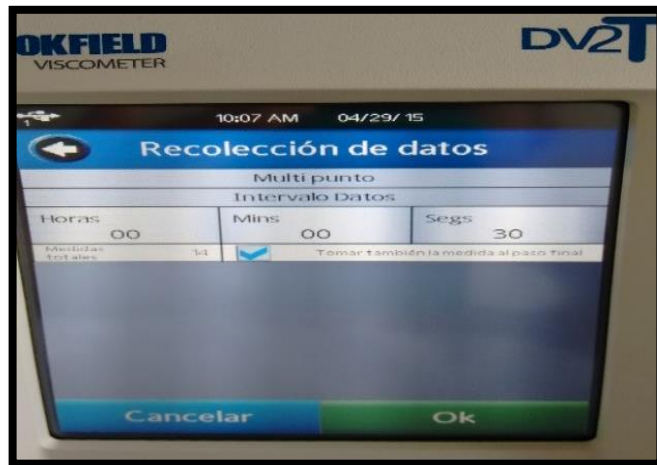 OKFIELD DV2T
VISCOMETER
1 10:07 AM 04/29/15
Recolección de datos
Multi punto
Intervalo Datos
Horas Mins Segs
00 00 30
Medidas totales 14 Tomar también la medida al paso final
Cancelar Ok